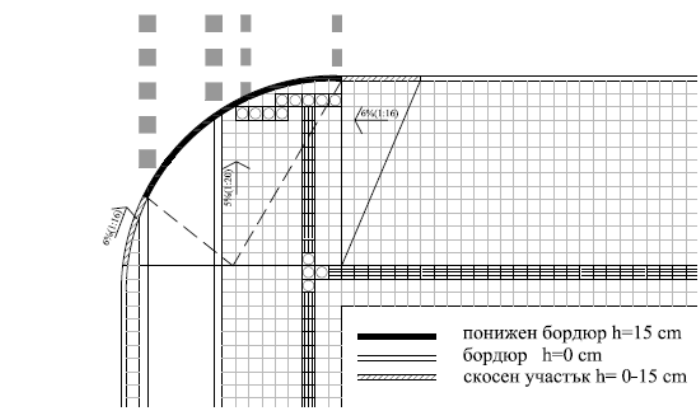 6%(1:16)
5%(1:20)
6%(1:16)
понижен бордюр h=15 cm
бордюр h=0 cm
скосен участък h= 0-15 cm